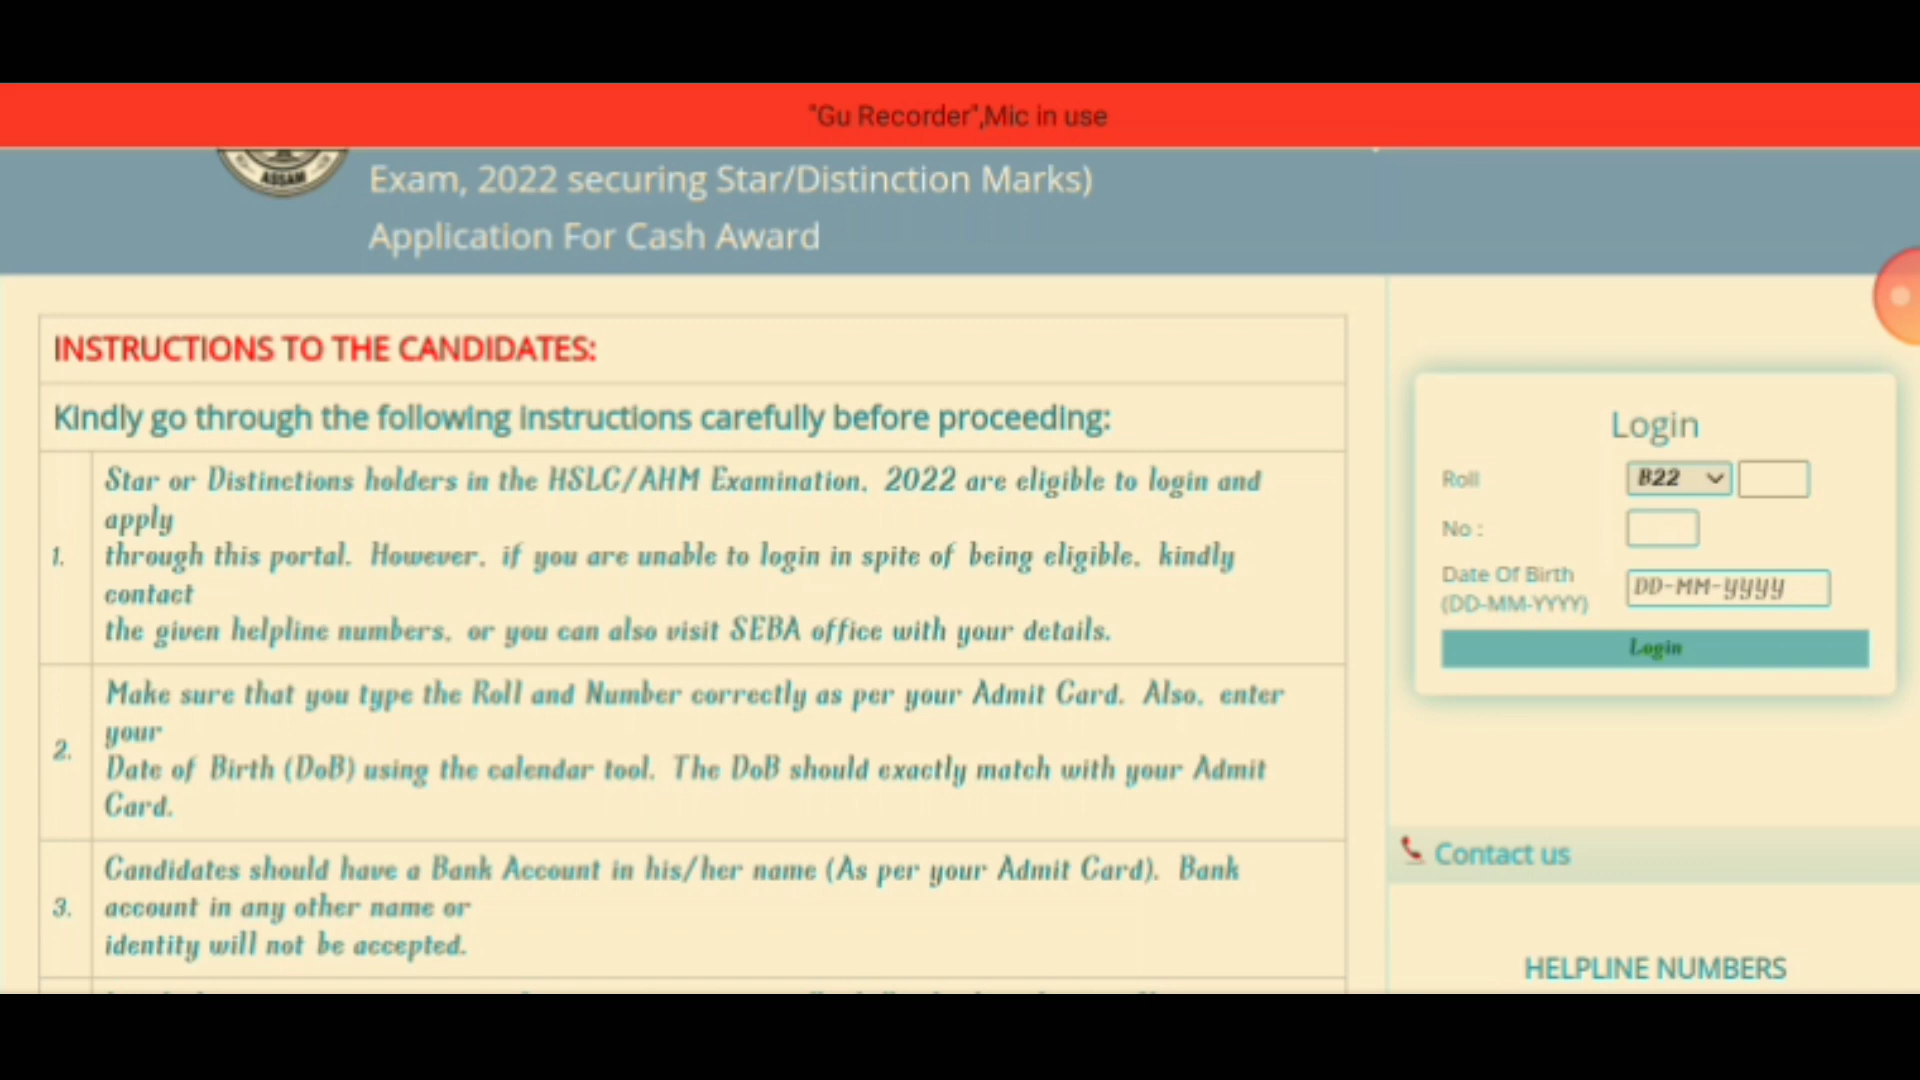 "Gu Recorder",Mic in use
ASSAM
Exam, 2022 securing Star/Distinction Marks)
Application For Cash Award
INSTRUCTIONS TO THE CANDIDATES:
Kindly go through the following instructions carefully before proceeding:
1.
Star or Distinctions holders in the HSLC/AHM Examination, 2022 are eligible to login and
apply
through this portal. However, if you are unable to login in spite of being eligible, kindly
contact
the given helpline numbers, or you can also visit SEBA office with your details.
2.
Make sure that you type the Roll and Number correctly as per your Admit Card. Also, enter
your
Date of Birth (DoB) using the calendar tool. The DoB should exactly match with your Admit
Card.
3.
Candidates should have a Bank Account in his/her name (As per your Admit Card). Bank
account in any other name or
identity will not be accepted.
Login
Roll B22
No :
Date Of Birth
(DD-MM-YYYY)
DD-MM-yyyy
Login
Contact us
HELPLINE NUMBERS